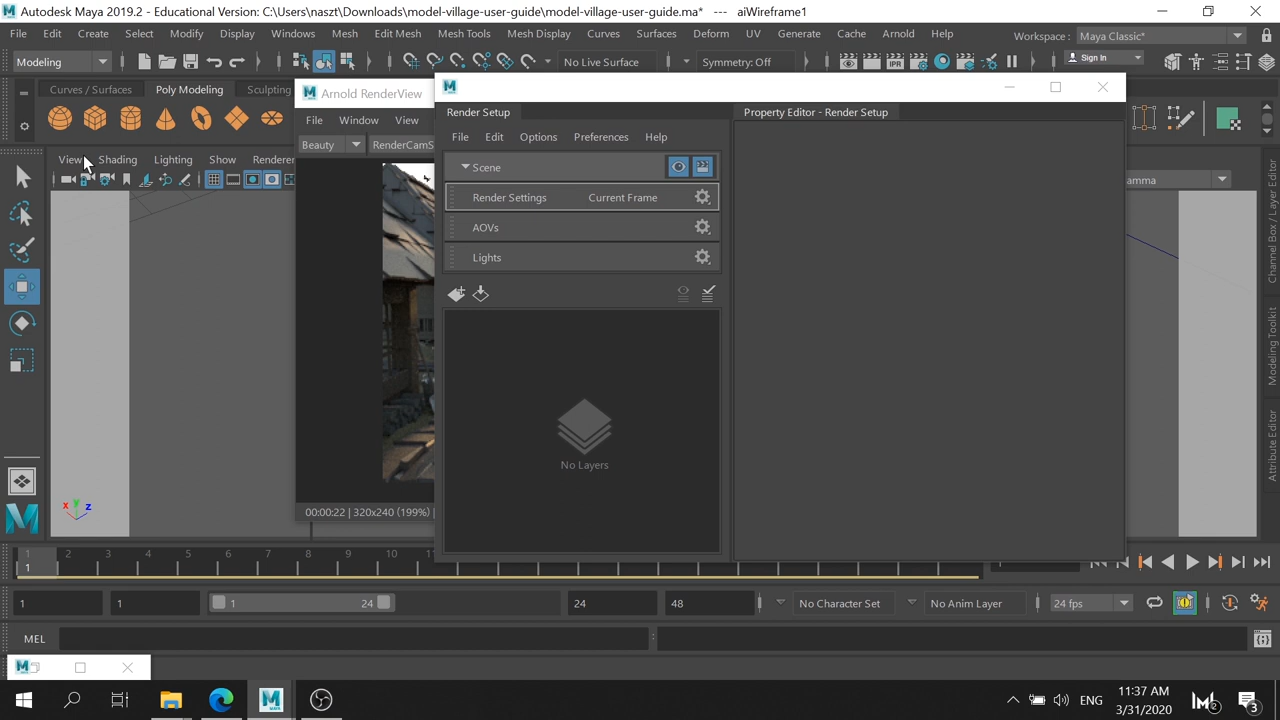 Autodesk Maya 2019.2 - Educational Version: C:\Users\naszt\Downloads\model-village-user-guide\model-village-user-guide.ma* --- aiWireframe1
File Edit Create Select Modify Display Windows Mesh Edit Mesh Mesh Tools Mesh Display Curves Surfaces Deform UV Generate Cache Arnold Help Workspace : Maya Classic*
Modeling No Live Surface Symmetry: Off IPR Sign In
Curves / Surfaces Poly Modeling Sculpting
Arnold RenderView
File Window View
Beauty RenderCamS
Render Setup Property Editor - Render Setup
File Edit Options Preferences Help
Scene
Render Settings Current Frame
AOVs
Lights
No Layers
View Shading Lighting Show Renderer
amma
Channel Box / Layer Editor
Modeling Toolkit
Attribute Editor
x y z
00:00:22 | 320x240 (199%) |
1 2 3 4 5 6 7 8 9 10
1
1 1 1 24 24 48 No Character Set No Anim Layer 24 fps
MEL
ENG
11:37 AM
3/31/2020
2
3